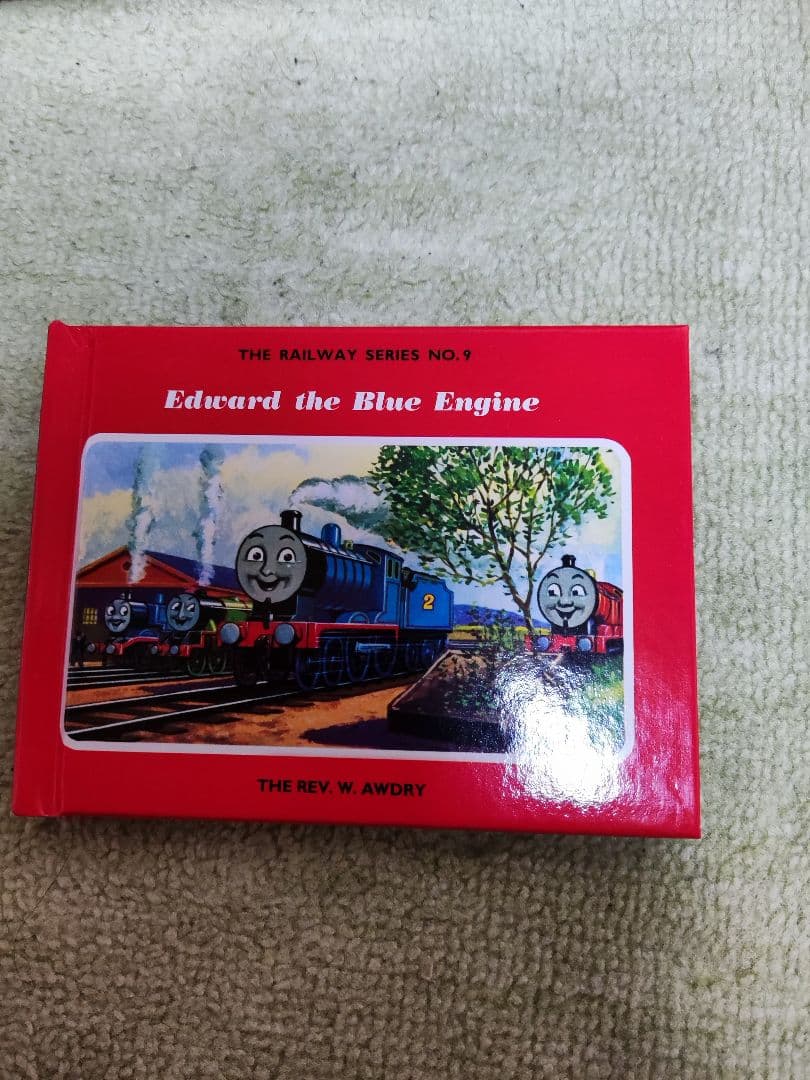 THE RAILWAY SERIES NO. 9
Edward the Blue Engine
2
THE REV. W. AWDRY